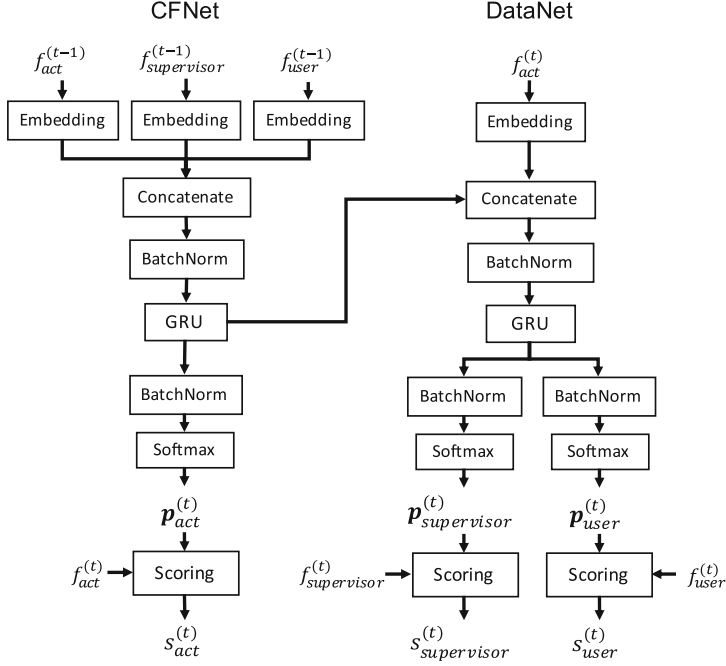 CFNet DataNet
f_act^(t−1) f_supervisor^(t−1) f_user^(t−1) f_act^(t)
Embedding Embedding Embedding Embedding
Concatenate Concatenate
BatchNorm BatchNorm
GRU GRU
BatchNorm BatchNorm BatchNorm
Softmax Softmax Softmax
p_act^(t) p_supervisor^(t) p_user^(t)
f_act^(t) Scoring f_supervisor^(t) Scoring Scoring f_user^(t)
s_act^(t) s_supervisor^(t) s_user^(t)